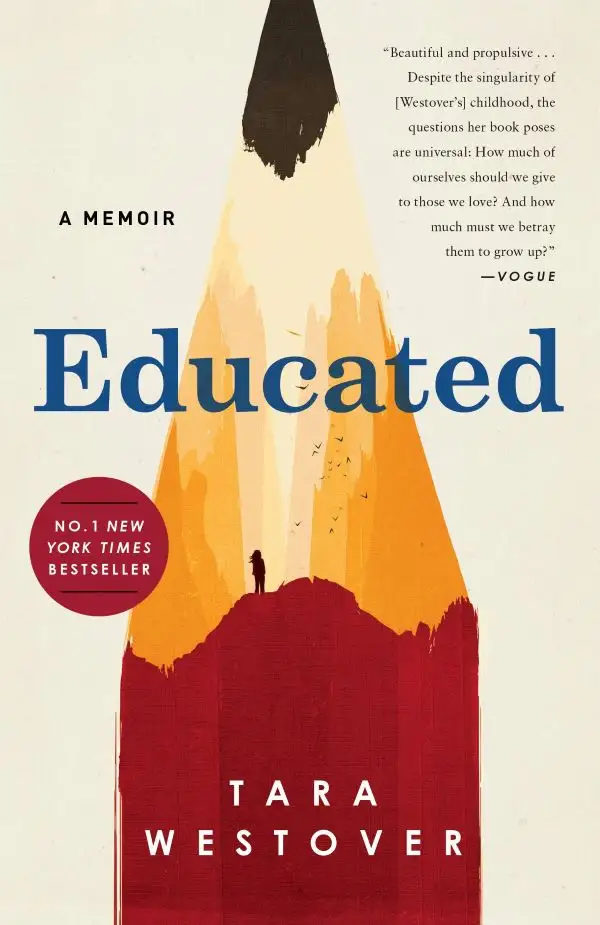 “Beautiful and propulsive . . .
Despite the singularity of
[Westover’s] childhood, the
questions her book poses
are universal: How much of
ourselves should we give
to those we love? And how
much must we betray
them to grow up?”
—VOGUE
A MEMOIR
Educated
NO.1 NEW
YORK TIMES
BESTSELLER
TARA
WESTOVER